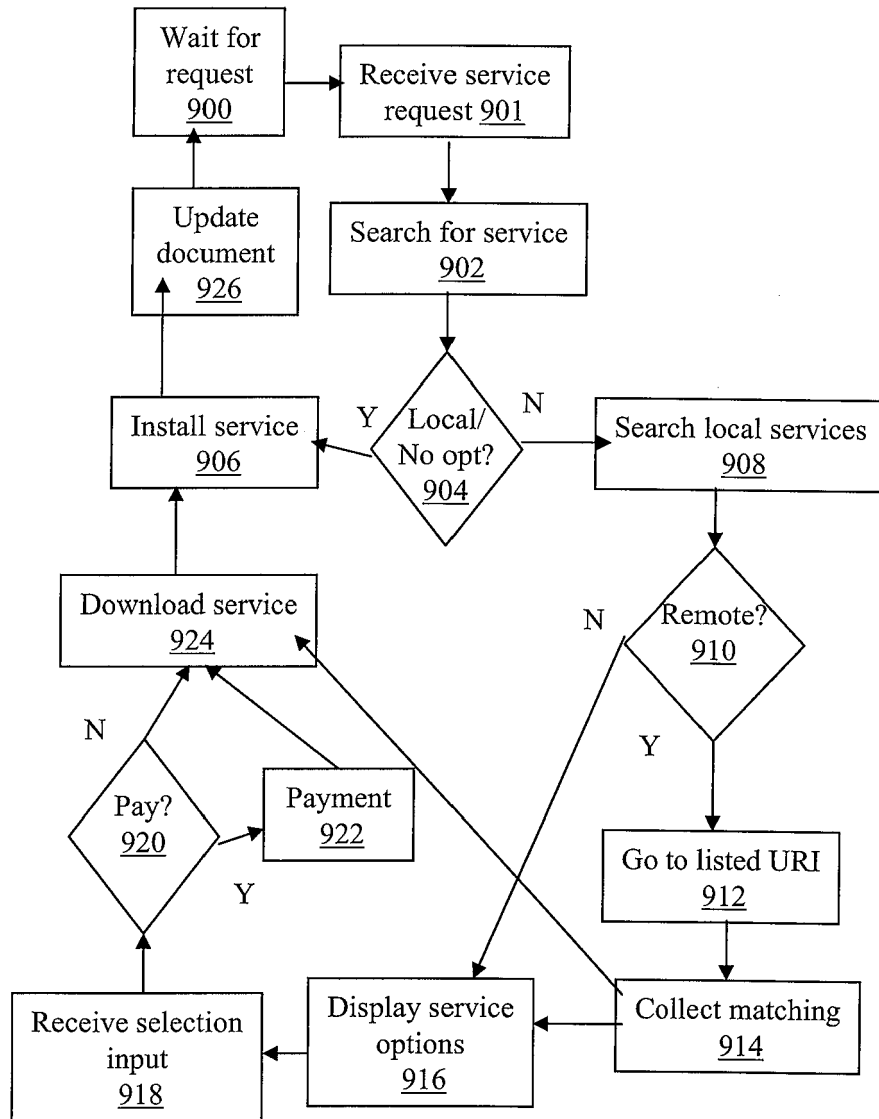 Wait for
request
900
Receive service
request 901
Update
document
926
Search for service
902
Install service
906
Y
Local/
No opt?
904
N
Search local services
908
Download service
924
N
Remote?
910
Y
N
Pay?
920
Y
Payment
922
Go to listed URI
912
Receive selection
input
918
Display service
options
916
Collect matching
914